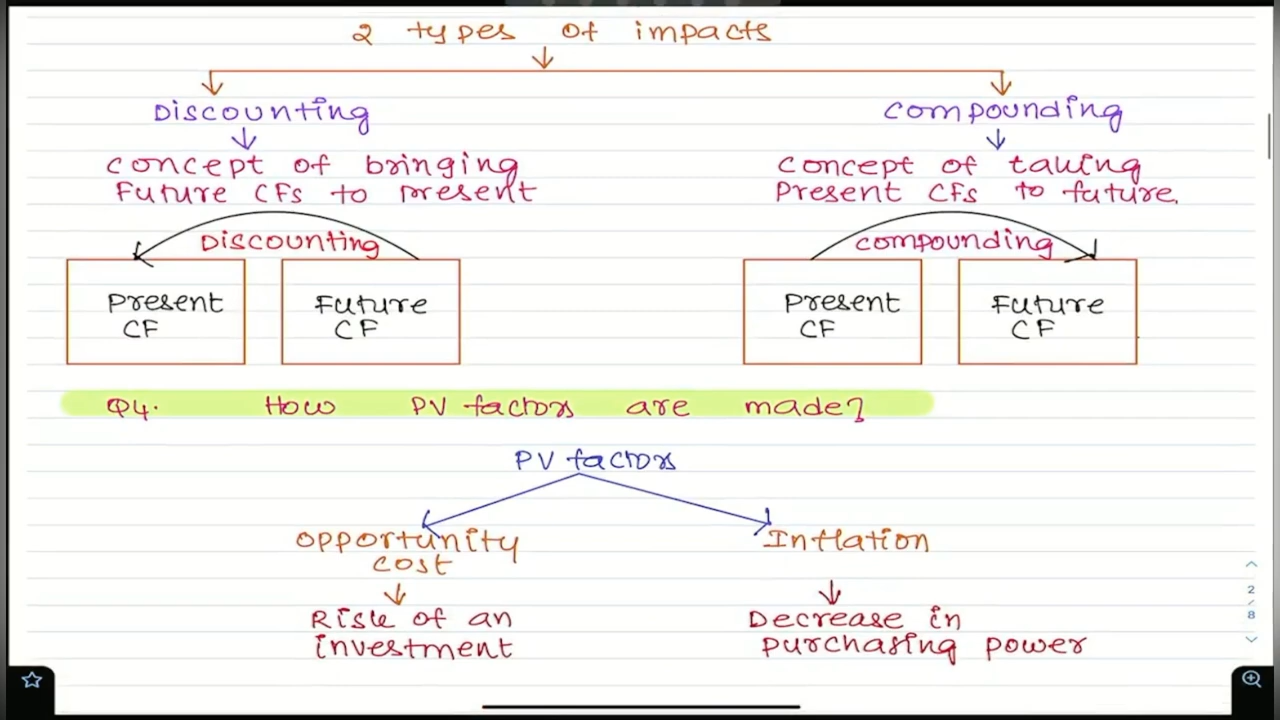 2 types of impacts
Discounting
Compounding
Concept of bringing
Future CFs to present
Concept of taking
Present CFs to future.
Discounting
Compounding
Present
CF
Future
CF
Present
CF
Future
CF
Q4. How PV factors are made?
PV factors
Opportunity
cost
Inflation
Risk of an
investment
Decrease in
purchasing power
2
/
8